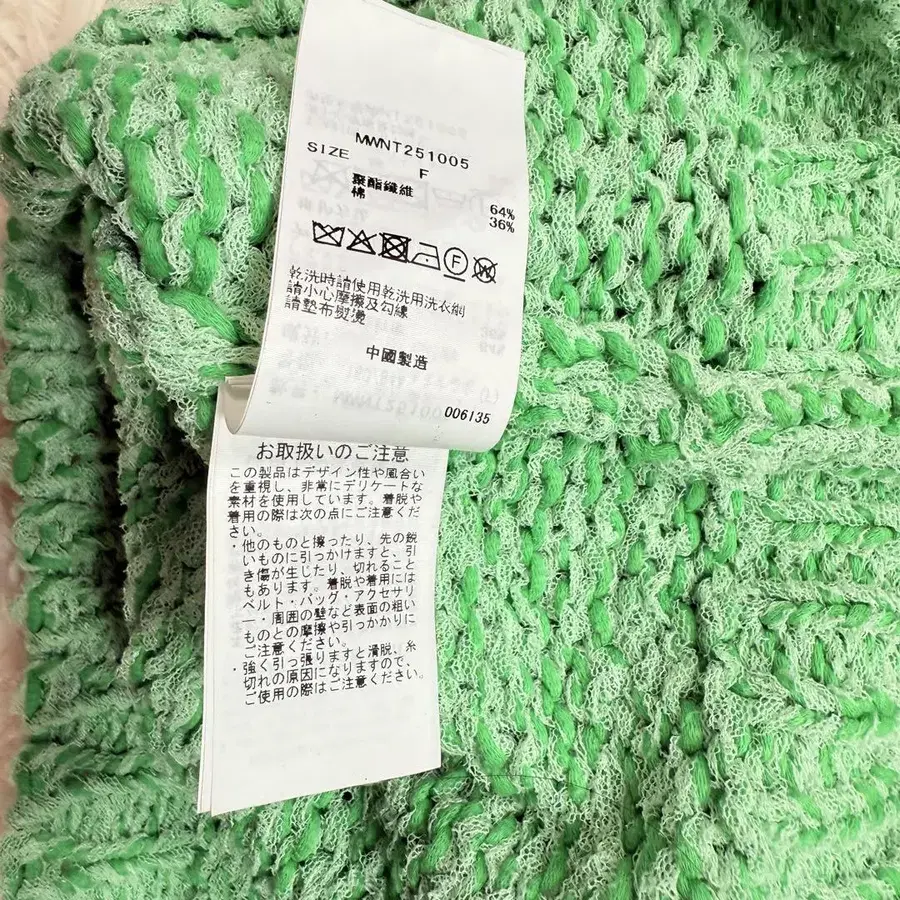 MWNT251005
SIZE
F
聚酯纖維 64%
棉 36%
F
W
乾洗時請使用乾洗用洗衣網
請小心摩擦及勾線
請墊布熨燙
中國製造
006135
お取扱いのご注意
この製品はデザイン性や風合い
を重視し、非常にデリケートな
素材を使用しています。着脱や
着用の際は次の点にご注意くだ
さい。
・他のものと擦ったり、先の鋭
いものに引っかけますと、引
き傷が生じたり、切れること
もあります。着脱や着用には
ベルト・バッグ・アクセサリ
ー・周囲の壁など表面の粗い
ものとの摩擦や引っかかりに
ご注意ください。
・強く引っ張りますと滑脱、糸
切れの原因になりますので、
ご使用の際はご注意ください。